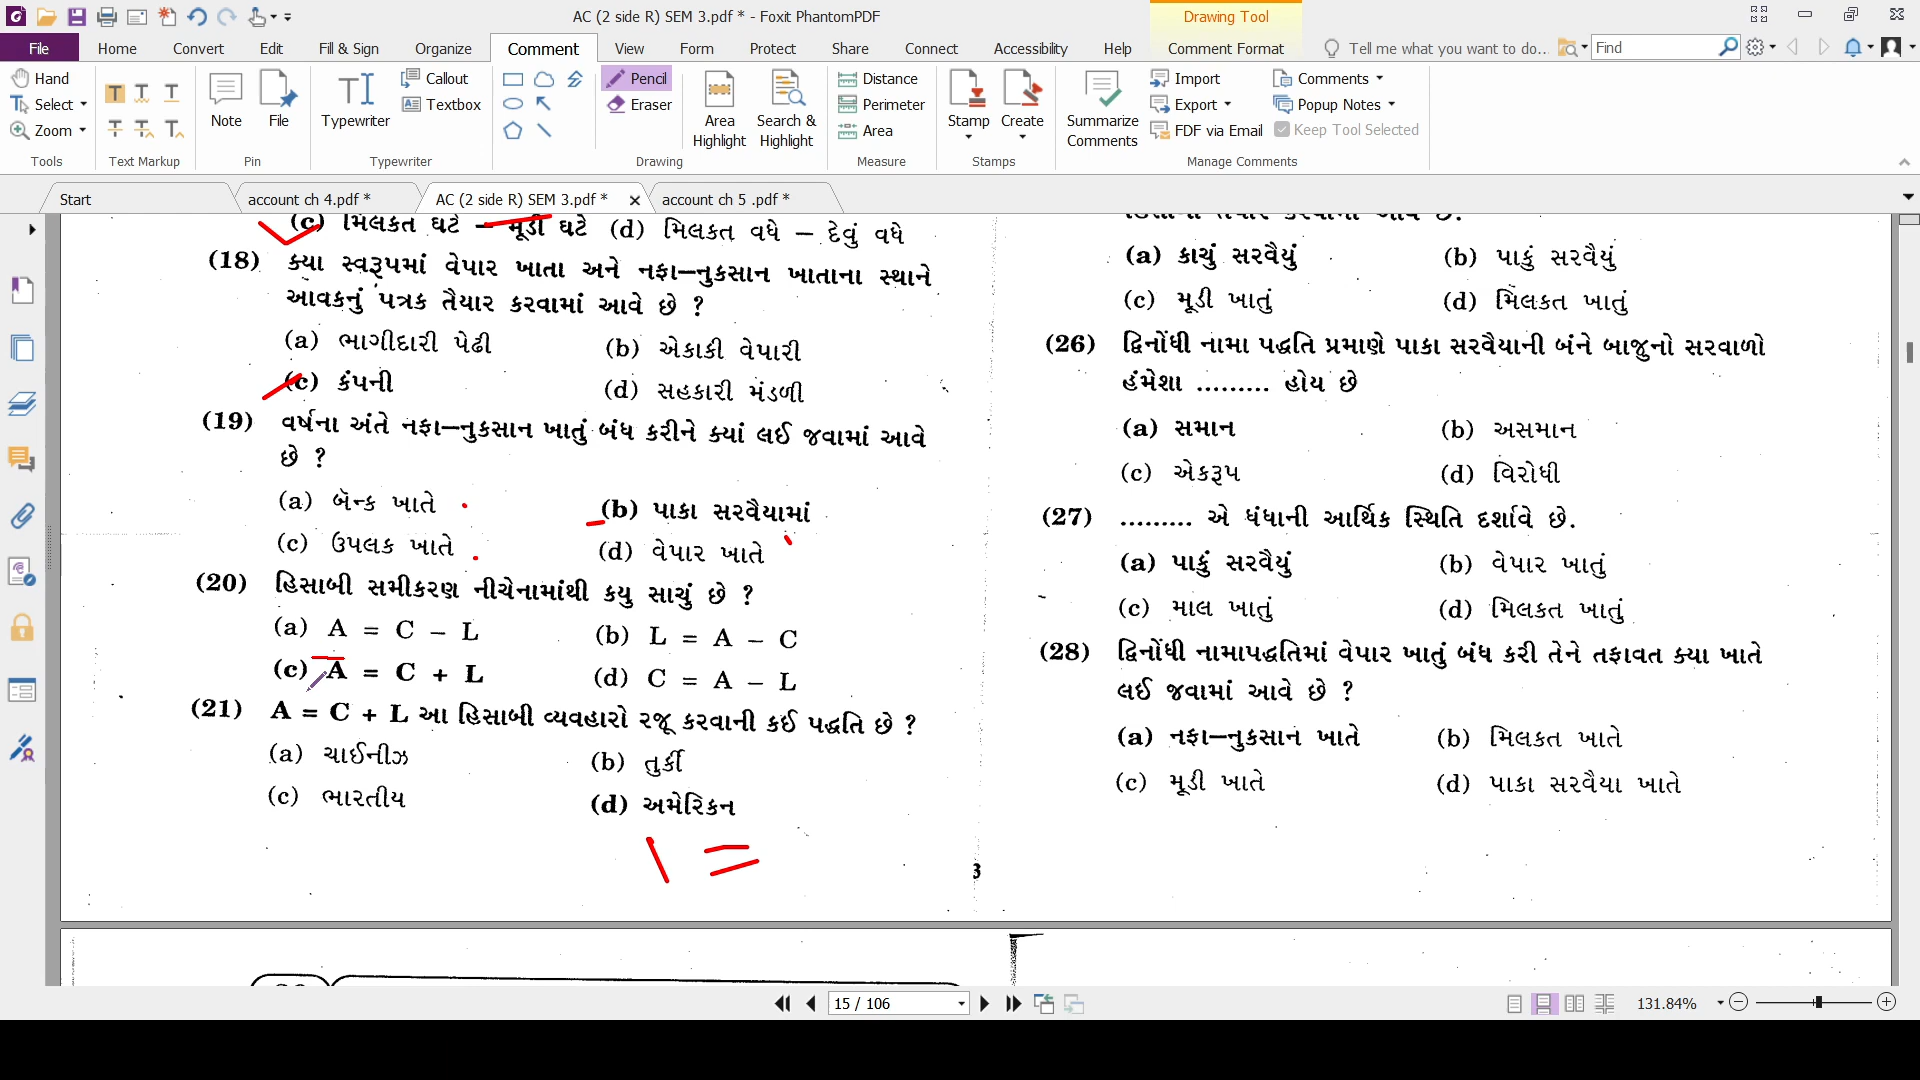 AC (2 side R) SEM 3.pdf * - Foxit PhantomPDF
Drawing Tool
File Home Convert Edit Fill & Sign Organize Comment View Form Protect Share Connect Accessibility Help Comment Format Tell me what you want to do... Find
Hand
Select
Zoom
Tools
Text Markup
Note
File
Pin
Typewriter
Callout
Textbox
Typewriter
Pencil
Eraser
Area Highlight
Search & Highlight
Drawing
Distance
Perimeter
Area
Measure
Stamp
Create
Stamps
Summarize Comments
Import
Export
FDF via Email
Comments
Popup Notes
Keep Tool Selected
Manage Comments
Start
account ch 4.pdf *
AC (2 side R) SEM 3.pdf *
account ch 5 .pdf *
(c) મિલકત ઘટે – મૂડી ઘટે (d) મિલકત વધે – દેવું વધે
(18) ક્યા સ્વરૂપમાં વેપાર ખાતા અને નફા–નુકસાન ખાતાના સ્થાને
આવકનું પત્રક તૈયાર કરવામાં આવે છે ?
(a) ભાગીદારી પેઢી (b) એકાકી વેપારી
(c) કંપની (d) સહકારી મંડળી
(19) વર્ષના અંતે નફા–નુકસાન ખાતું બંધ કરીને ક્યાં લઈ જવામાં આવે
છે ?
(a) બૅન્ક ખાતે (b) પાકા સરવૈયામાં
(c) ઉપલક ખાતે (d) વેપાર ખાતે
(20) હિસાબી સમીકરણ નીચેનામાંથી કયુ સાચું છે ?
(a) A = C – L (b) L = A – C
(c) A = C + L (d) C = A – L
(21) A = C + L આ હિસાબી વ્યવહારો રજૂ કરવાની કઈ પદ્ધતિ છે ?
(a) ચાઈનીઝ (b) તુર્કી
(c) ભારતીય (d) અમેરિકન
(a) કાચું સરવૈયું (b) પાકું સરવૈયું
(c) મૂડી ખાતું (d) મિલકત ખાતું
(26) દ્વિનોંધી નામા પદ્ધતિ પ્રમાણે પાકા સરવૈયાની બંને બાજુનો સરવાળો
હંમેશા ......... હોય છે
(a) સમાન (b) અસમાન
(c) એકરૂપ (d) વિરોધી
(27) ......... એ ધંધાની આર્થિક સ્થિતિ દર્શાવે છે.
(a) પાકું સરવૈયું (b) વેપાર ખાતું
(c) માલ ખાતું (d) મિલકત ખાતું
(28) દ્વિનોંધી નામાપદ્ધતિમાં વેપાર ખાતું બંધ કરી તેને તફાવત ક્યા ખાતે
લઈ જવામાં આવે છે ?
(a) નફા–નુકસાન ખાતે (b) મિલકત ખાતે
(c) મૂડી ખાતે (d) પાકા સરવૈયા ખાતે
3
15 / 106
131.84%